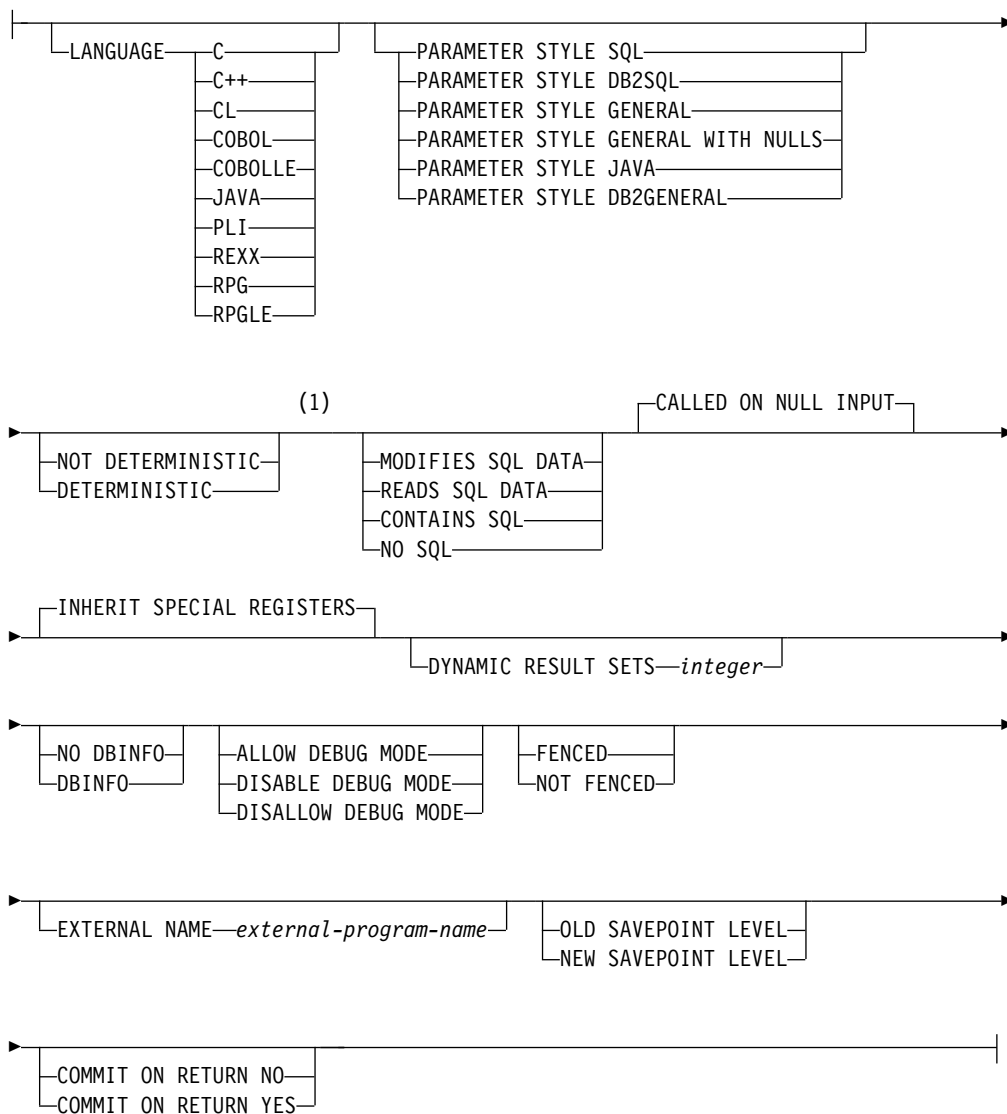 LANGUAGE C PARAMETER STYLE SQL
C++ PARAMETER STYLE DB2SQL
CL PARAMETER STYLE GENERAL
COBOL PARAMETER STYLE GENERAL WITH NULLS
COBOLLE PARAMETER STYLE JAVA
JAVA PARAMETER STYLE DB2GENERAL
PLI
REXX
RPG
RPGLE
(1) CALLED ON NULL INPUT
NOT DETERMINISTIC MODIFIES SQL DATA
DETERMINISTIC READS SQL DATA
CONTAINS SQL
NO SQL
INHERIT SPECIAL REGISTERS
DYNAMIC RESULT SETS integer
NO DBINFO ALLOW DEBUG MODE FENCED
DBINFO DISABLE DEBUG MODE NOT FENCED
DISALLOW DEBUG MODE
EXTERNAL NAME external-program-name OLD SAVEPOINT LEVEL
NEW SAVEPOINT LEVEL
COMMIT ON RETURN NO
COMMIT ON RETURN YES